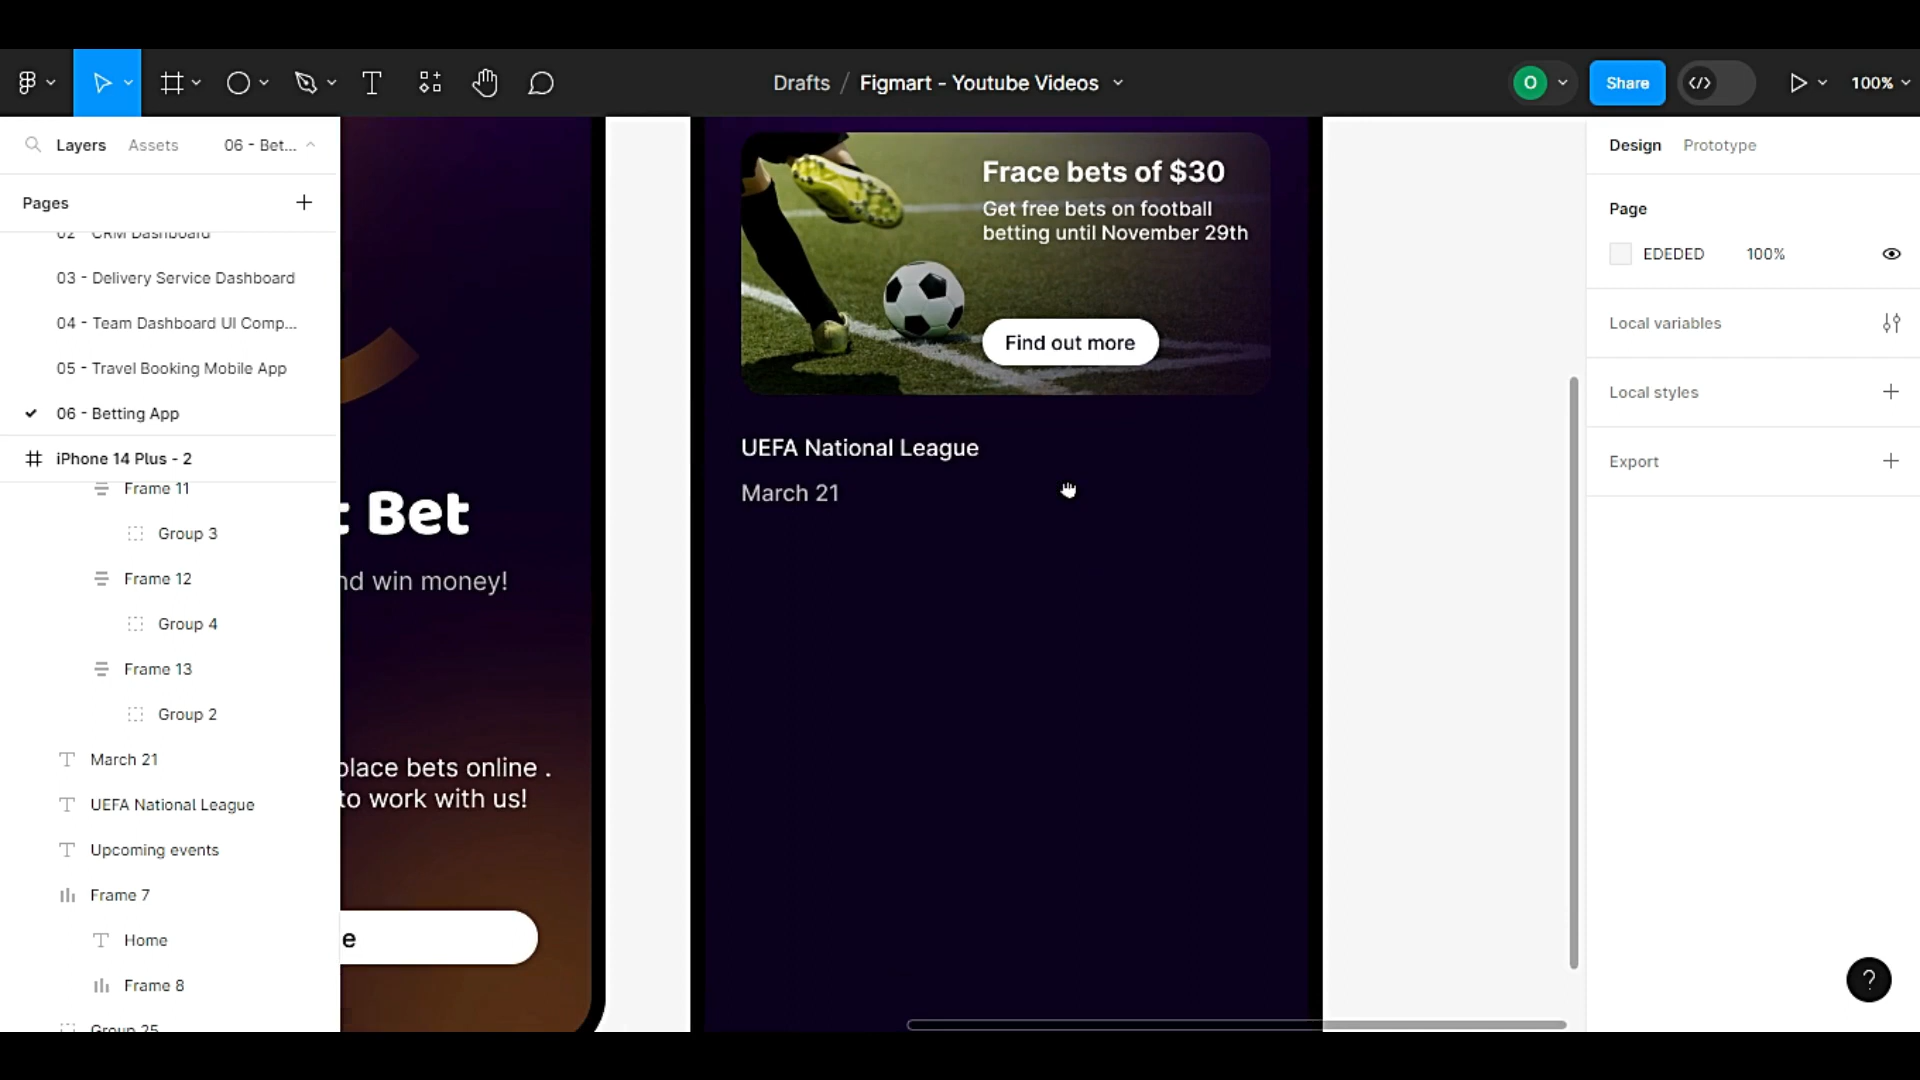 Drafts / Figmart - Youtube Videos
O
Share
100%
Layers
Assets
06 - Bet...
Pages
02 - CRM Dashboard
03 - Delivery Service Dashboard
04 - Team Dashboard UI Comp...
05 - Travel Booking Mobile App
06 - Betting App
iPhone 14 Plus - 2
Frame 11
Group 3
Frame 12
Group 4
Frame 13
Group 2
March 21
UEFA National League
Upcoming events
Frame 7
Home
Frame 8
Group 25
t Bet
nd win money!
place bets online .
to work with us!
e
Frace bets of $30
Get free bets on football
betting until November 29th
Find out more
UEFA National League
March 21
Design
Prototype
Page
EDEDED
100%
Local variables
Local styles
Export
?